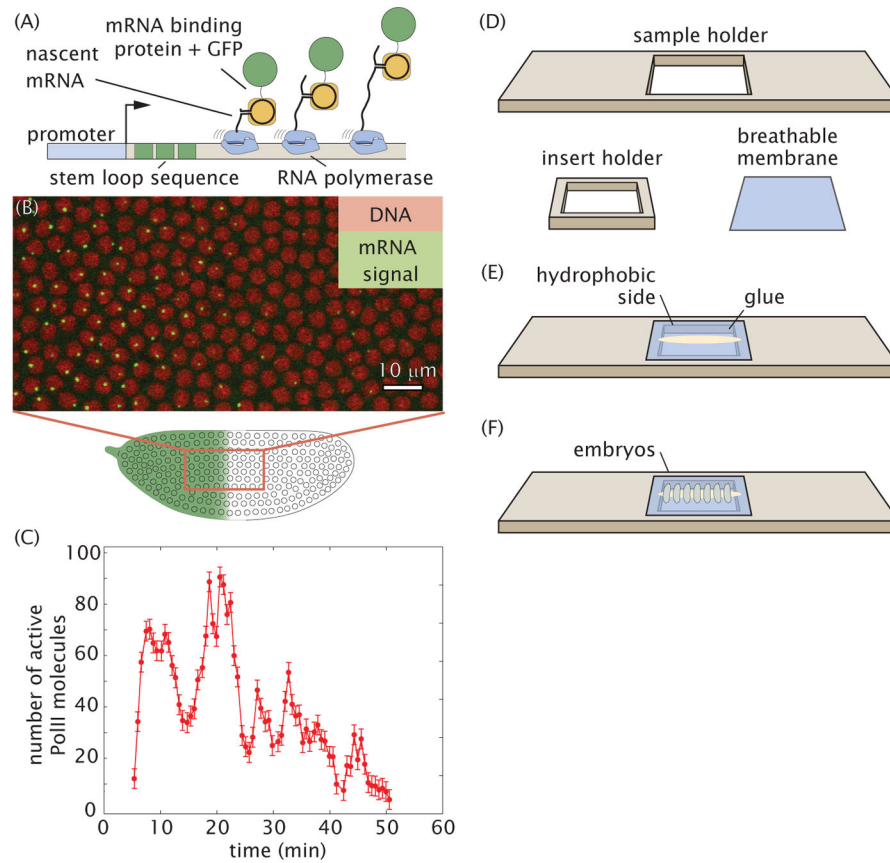 (A)
mRNA binding
protein + GFP
nascent
mRNA
promoter
stem loop sequence
RNA polymerase
(B)
DNA
mRNA
signal
10 μm
(C)
number of active
PolII molecules
100
80
60
40
20
0
0
10
20
30
40
50
60
time (min)
(D)
sample holder
insert holder
breathable
membrane
(E)
hydrophobic
side
glue
(F)
embryos